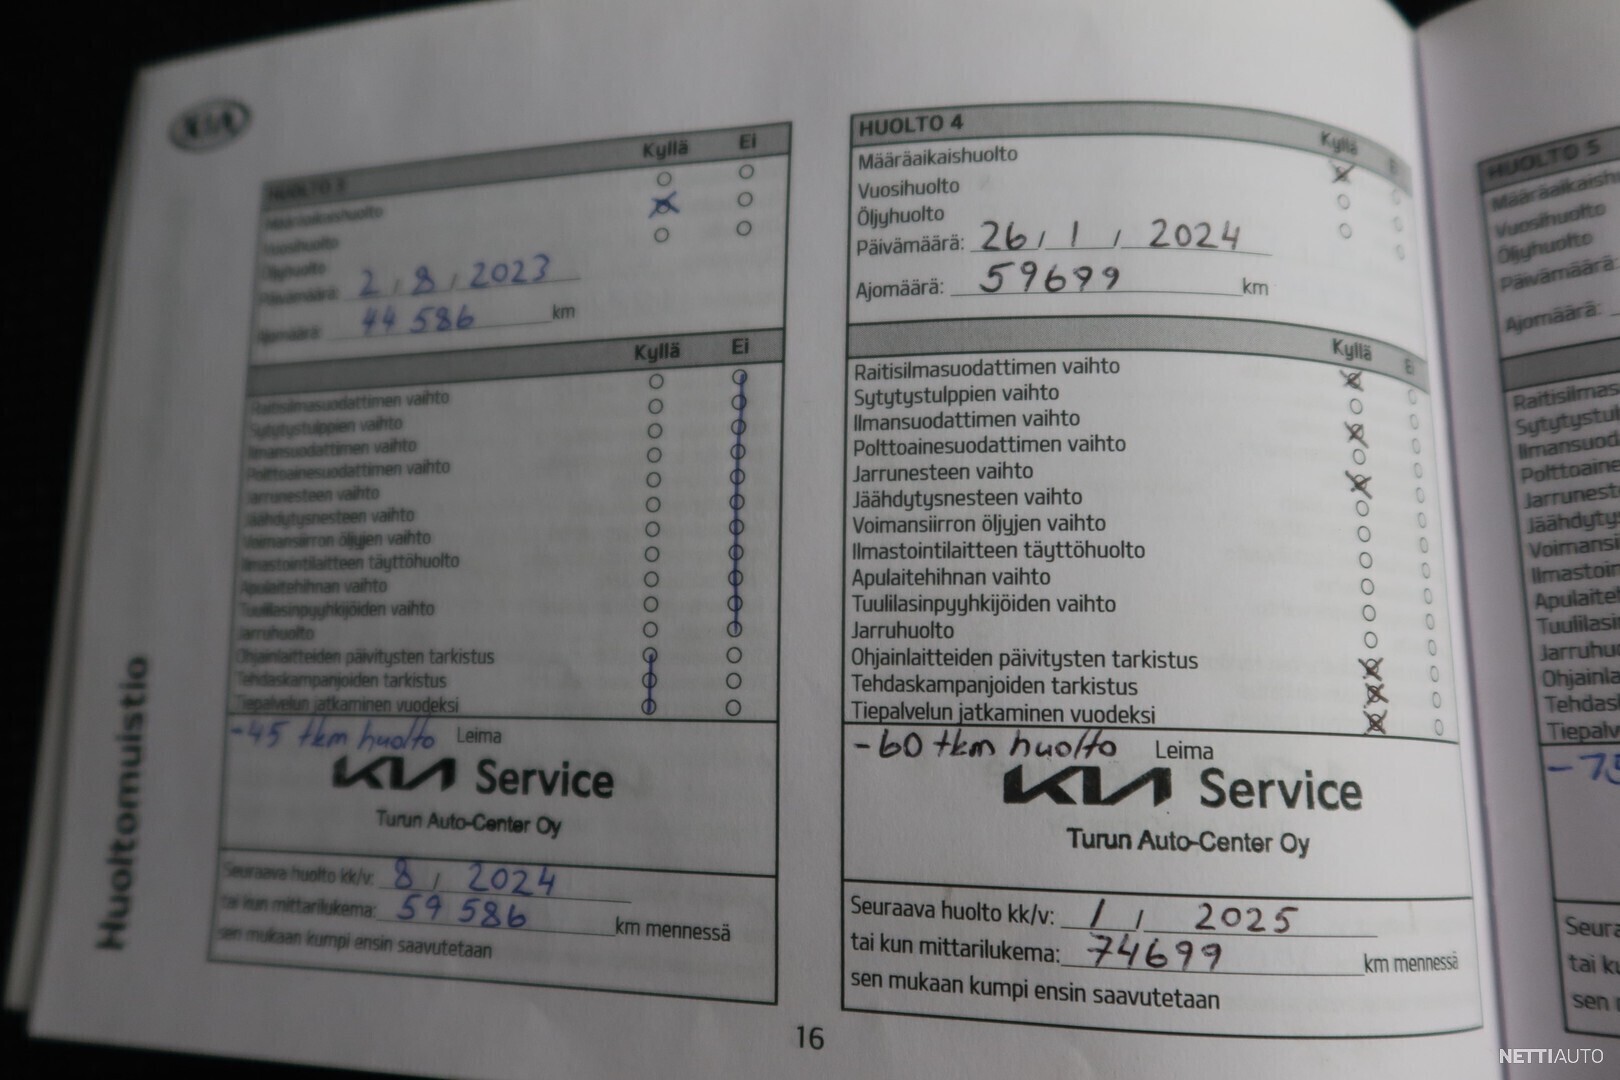 KIA
Huoltomuistio
HUOLTO 3
Kyllä Ei
Määräaikaishuolto
Vuosihuolto
Öljyhuolto
Päivämäärä: 2 / 8 / 2023
Ajomäärä: 44 586 km
Kyllä Ei
Raitisilmasuodattimen vaihto
Sytytystulppien vaihto
Ilmansuodattimen vaihto
Polttoainesuodattimen vaihto
Jarrunesteen vaihto
Jäähdytysnesteen vaihto
Voimansiirron öljyjen vaihto
Ilmastointilaitteen täyttöhuolto
Apulaitehihnan vaihto
Tuulilasinpyyhkijöiden vaihto
Jarruhuolto
Ohjainlaitteiden päivitysten tarkistus
Tehdaskampanjoiden tarkistus
Tiepalvelun jatkaminen vuodeksi
-45 tkm huolto Leima
KIA Service
Turun Auto-Center Oy
Seuraava huolto kk/v: 8 / 2024
tai kun mittarilukema: 59 586 km mennessä
sen mukaan kumpi ensin saavutetaan
HUOLTO 4
Kyllä Ei
Määräaikaishuolto
Vuosihuolto
Öljyhuolto
Päivämäärä: 26 / 1 / 2024
Ajomäärä: 59699 km
Kyllä Ei
Raitisilmasuodattimen vaihto
Sytytystulppien vaihto
Ilmansuodattimen vaihto
Polttoainesuodattimen vaihto
Jarrunesteen vaihto
Jäähdytysnesteen vaihto
Voimansiirron öljyjen vaihto
Ilmastointilaitteen täyttöhuolto
Apulaitehihnan vaihto
Tuulilasinpyyhkijöiden vaihto
Jarruhuolto
Ohjainlaitteiden päivitysten tarkistus
Tehdaskampanjoiden tarkistus
Tiepalvelun jatkaminen vuodeksi
-60 tkm huolto Leima
KIA Service
Turun Auto-Center Oy
Seuraava huolto kk/v: 1 / 2025
tai kun mittarilukema: 74699 km mennessä
sen mukaan kumpi ensin saavutetaan
16
HUOLTO 5
Vuosihuolto
Öljyhuolto
Päivämäärä:
Ajomäärä:
sen
NETTIAUTO